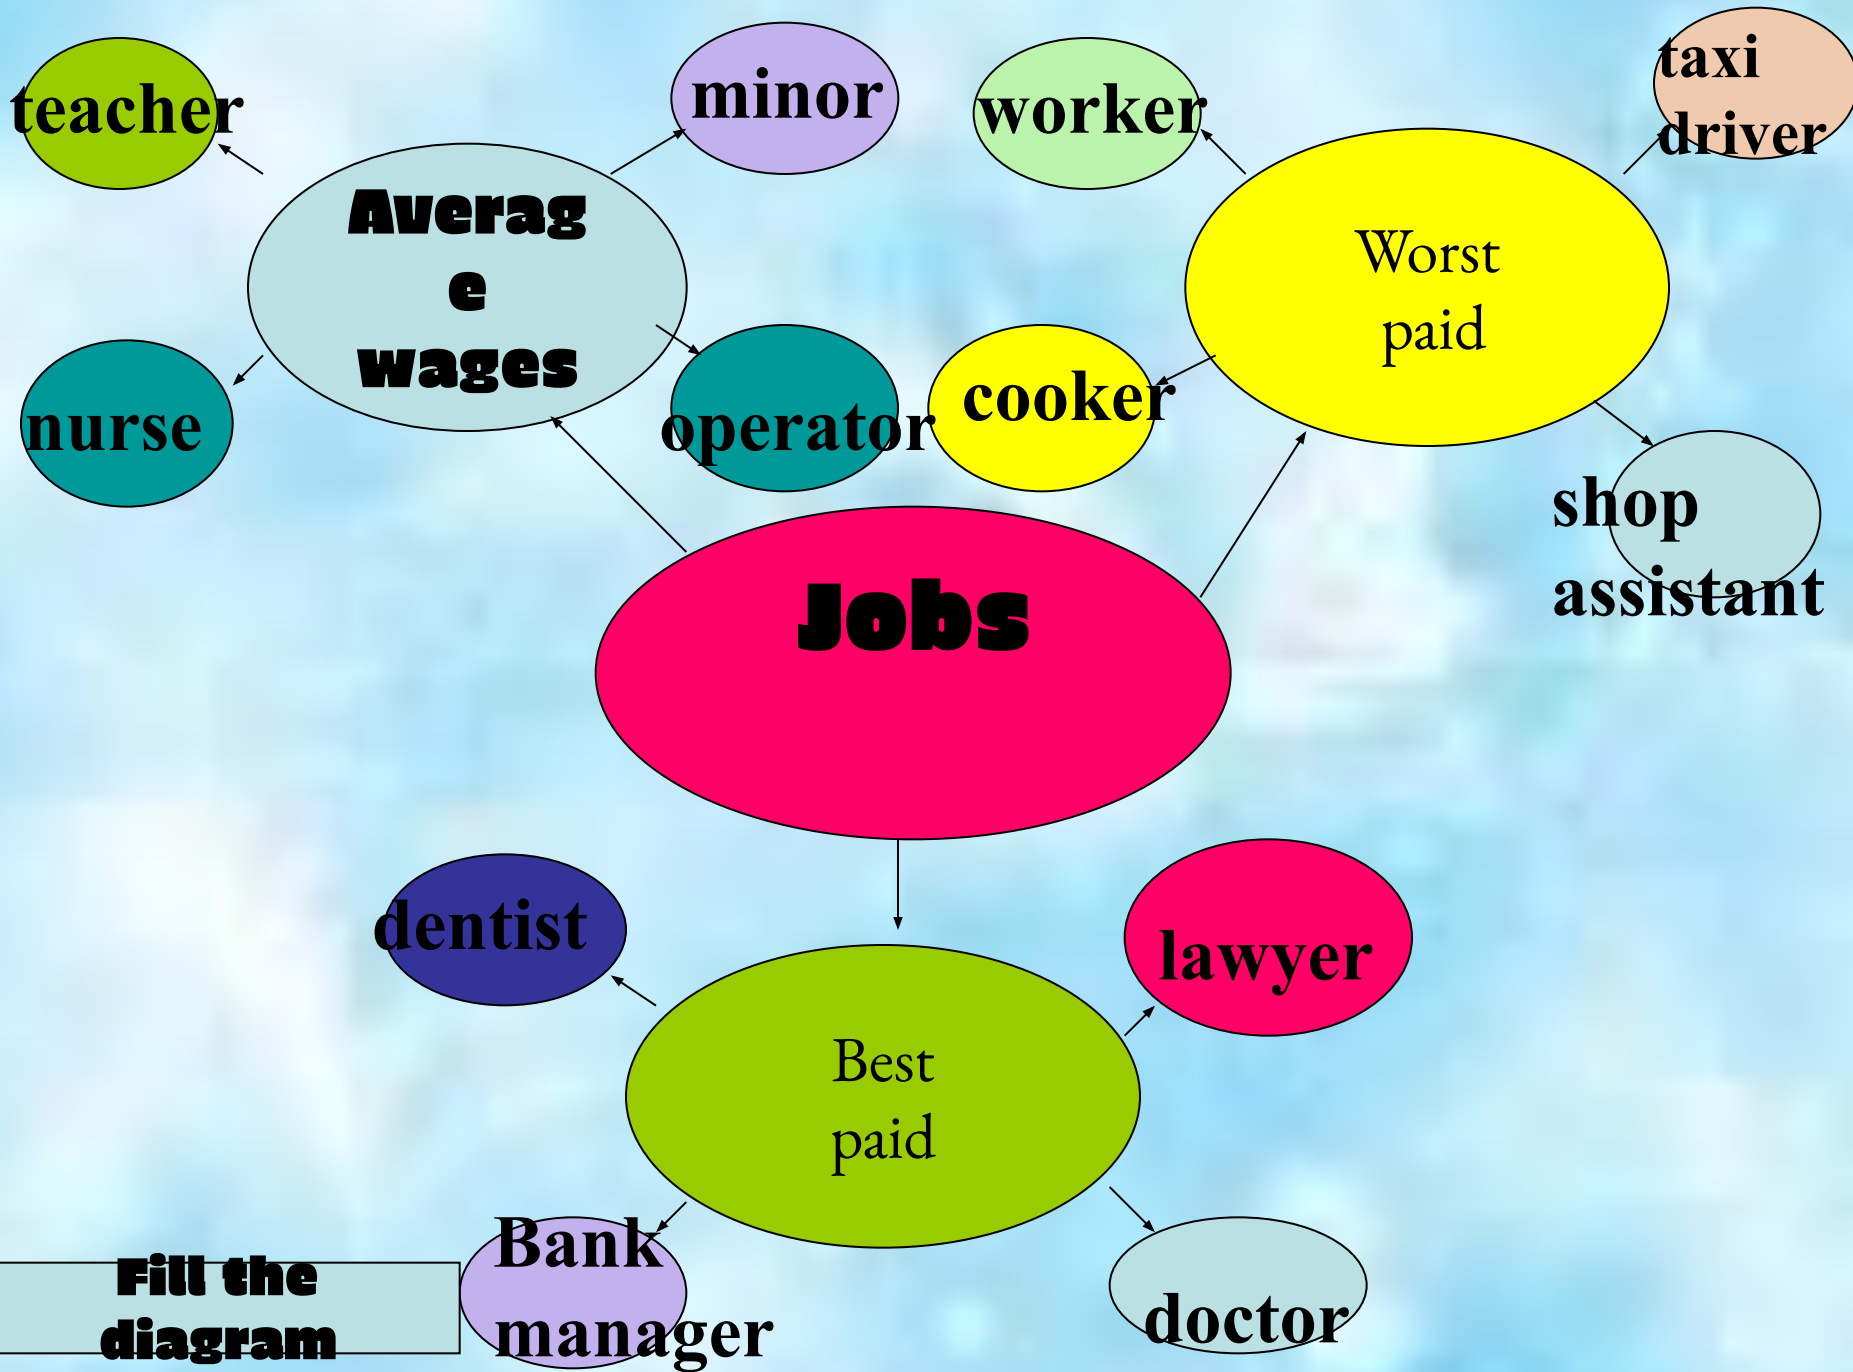 teacher
minor
worker
taxi
driver
Averag
e
wages
Worst
paid
nurse
operator
cooker
shop
assistant
Jobs
dentist
lawyer
Best
paid
Bank
manager
doctor
Fill the
diagram